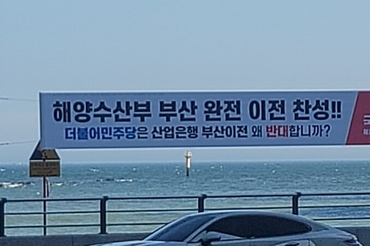 해양수산부 부산 완전 이전 찬성!!
더불어민주당은 산업은행 부산이전 왜 반대합니까?